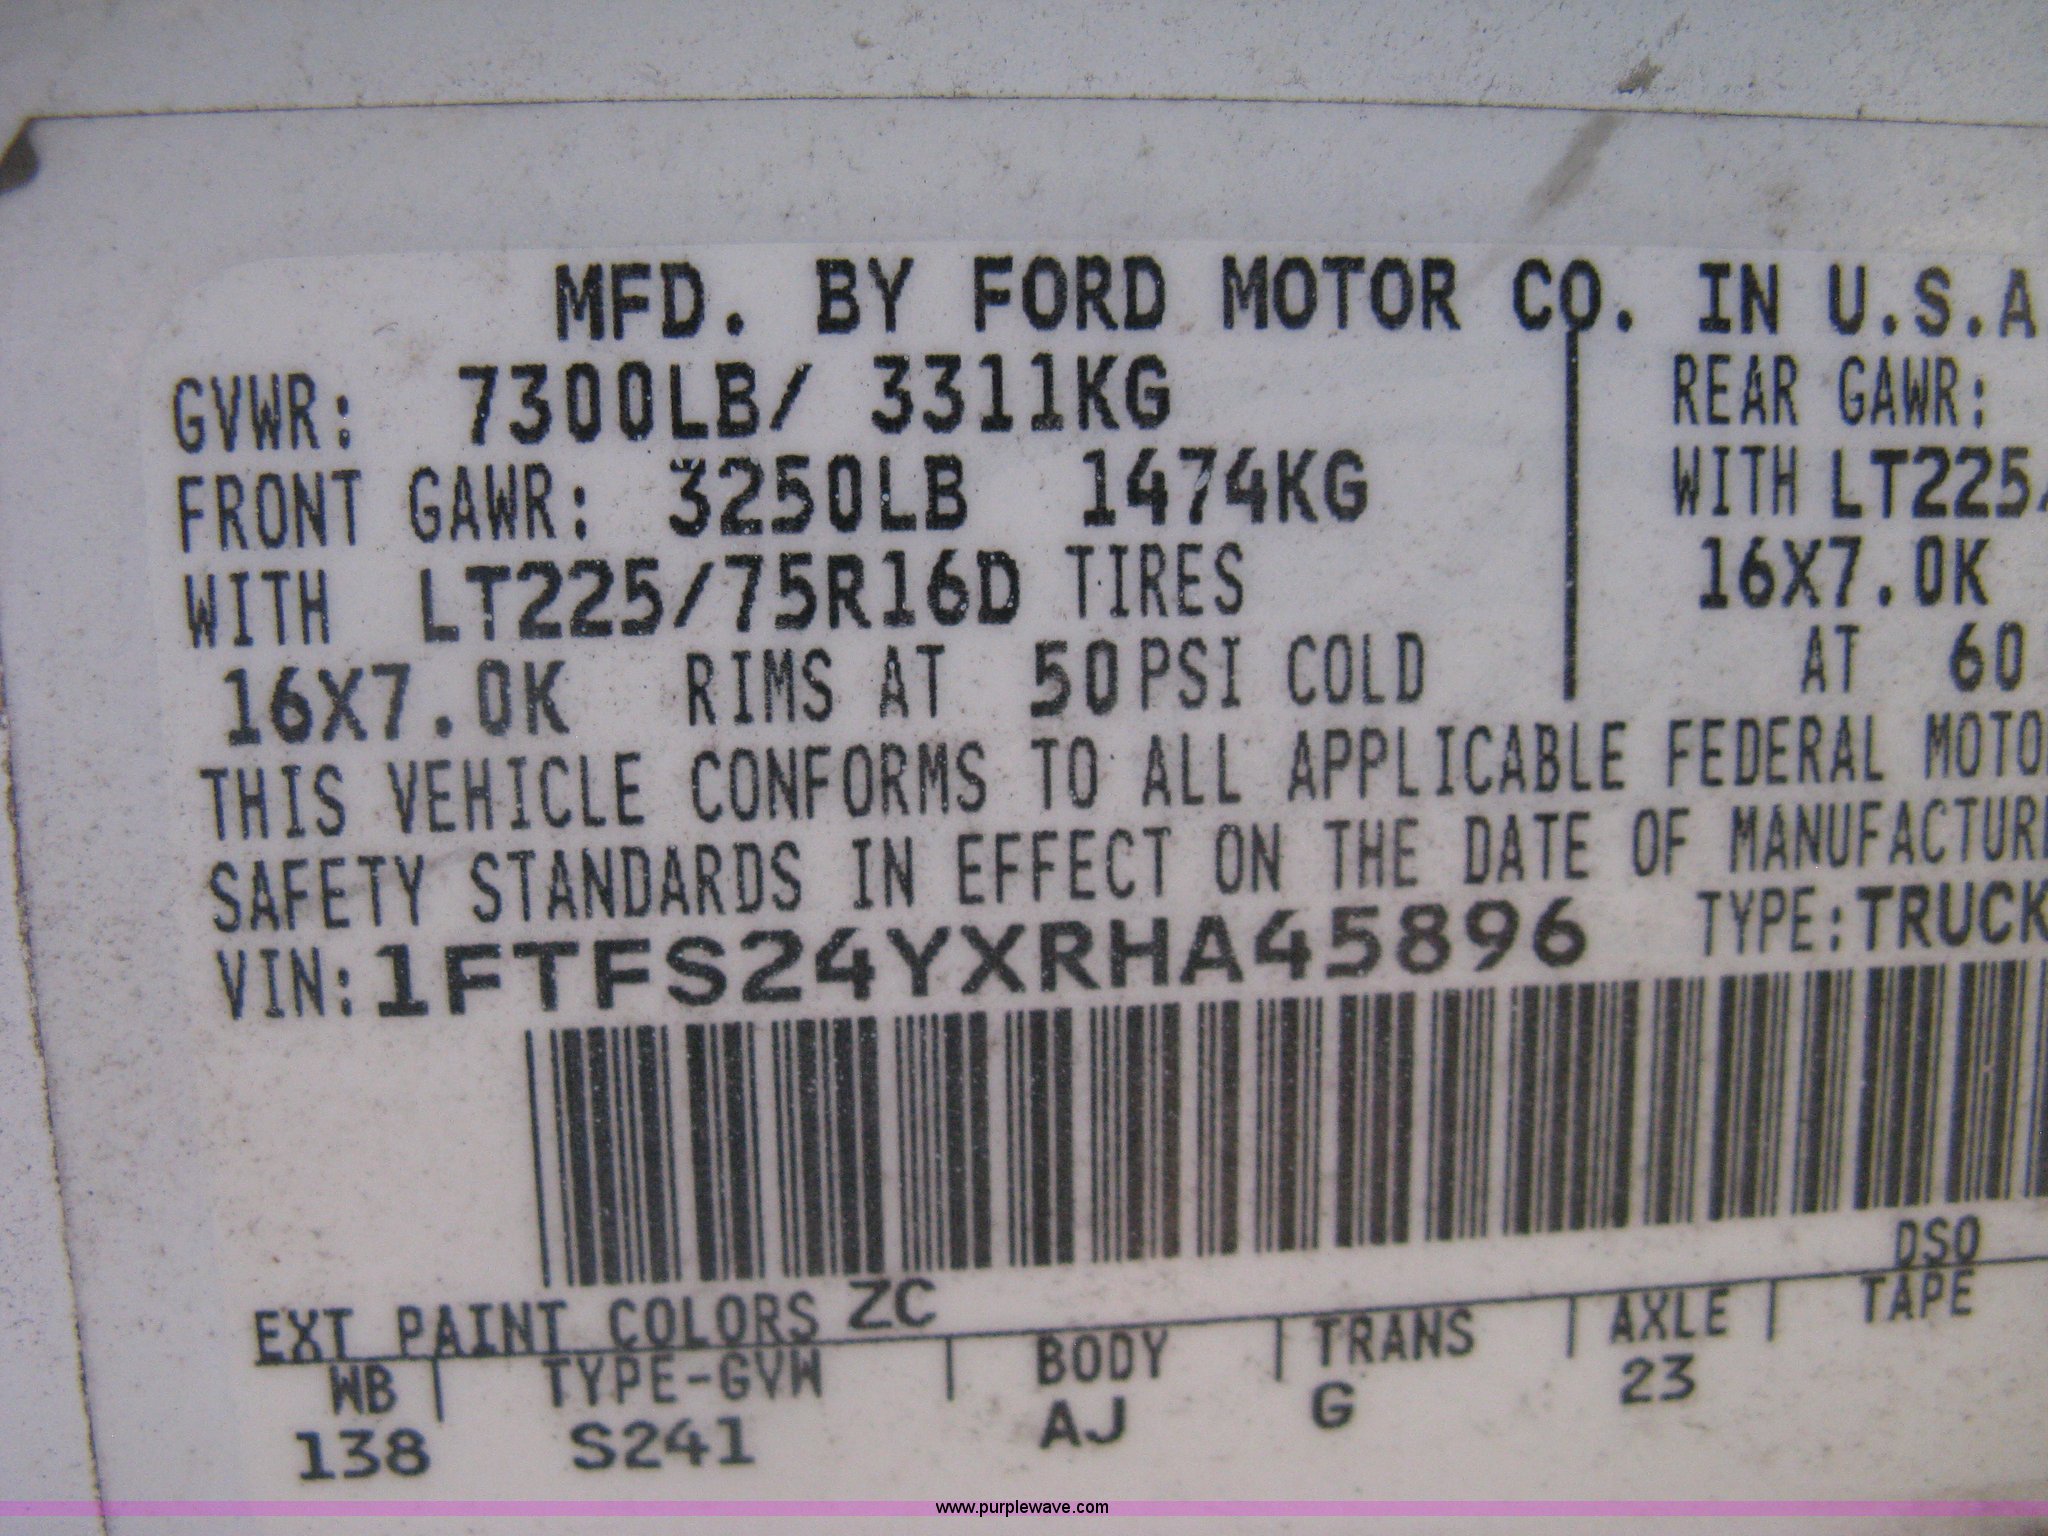 MFD. BY FORD MOTOR CO. IN U.S.A
GVWR: 7300LB/ 3311KG
FRONT GAWR: 3250LB 1474KG
WITH LT225/75R16D TIRES
16X7.0K RIMS AT 50PSI COLD
REAR GAWR:
WITH LT225/
16X7.0K
AT 60
THIS VEHICLE CONFORMS TO ALL APPLICABLE FEDERAL MOTO
SAFETY STANDARDS IN EFFECT ON THE DATE OF MANUFACTUR
VIN:1FTFS24YXRHA45896 TYPE:TRUCK
EXT PAINT COLORS ZC DSO
WB TYPE-GVW BODY TRANS AXLE TAPE
138 S241 AJ G 23
www.purplewave.com